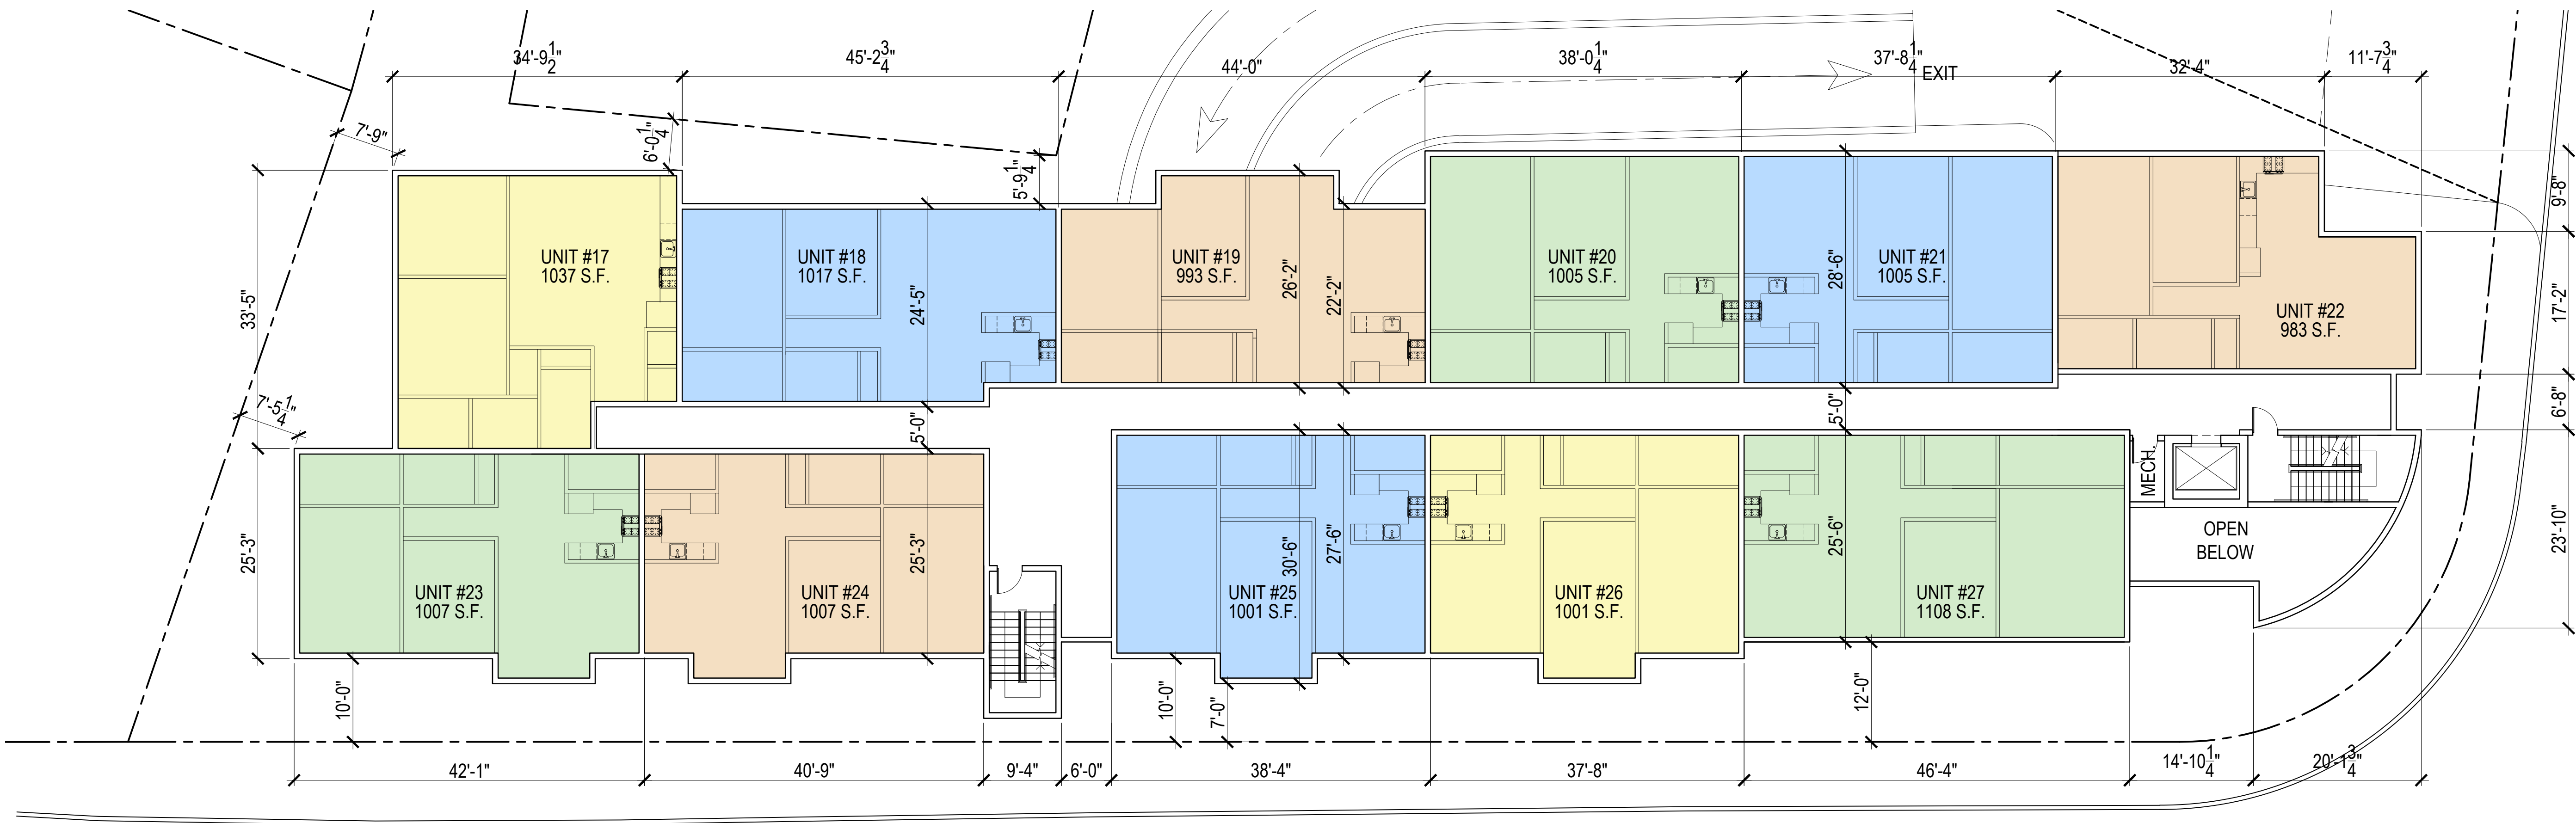 34'-9 1/2"
45'-2 3/4"
44'-0"
38'-0 1/4"
37'-8 1/4"
EXIT
32'-4"
11'-7 3/4"
7'-9"
6'-0 1/4"
5'-9 1/4"
9'-8"
UNIT #17
1037 S.F.
UNIT #18
1017 S.F.
UNIT #19
993 S.F.
UNIT #20
1005 S.F.
UNIT #21
1005 S.F.
UNIT #22
983 S.F.
33'-5"
24'-5"
26'-2"
22'-2"
28'-6"
17'-2"
7'-5 1/4"
5'-0"
5'-0"
6'-8"
MECH.
OPEN
BELOW
25'-3"
25'-3"
30'-6"
27'-6"
25'-6"
23'-10"
UNIT #23
1007 S.F.
UNIT #24
1007 S.F.
UNIT #25
1001 S.F.
UNIT #26
1001 S.F.
UNIT #27
1108 S.F.
10'-0"
10'-0"
7'-0"
12'-0"
42'-1"
40'-9"
9'-4"
6'-0"
38'-4"
37'-8"
46'-4"
14'-10 1/4"
20'-1 3/4"